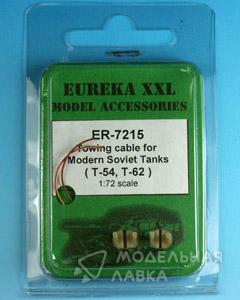 EUREKA XXL
MODEL ACCESSORIES
ER-7215
Towing cable for
Modern Soviet Tanks
( T-54, T-62 )
1:72 scale
МОДЕЛЬНАЯ
ЛАВКА